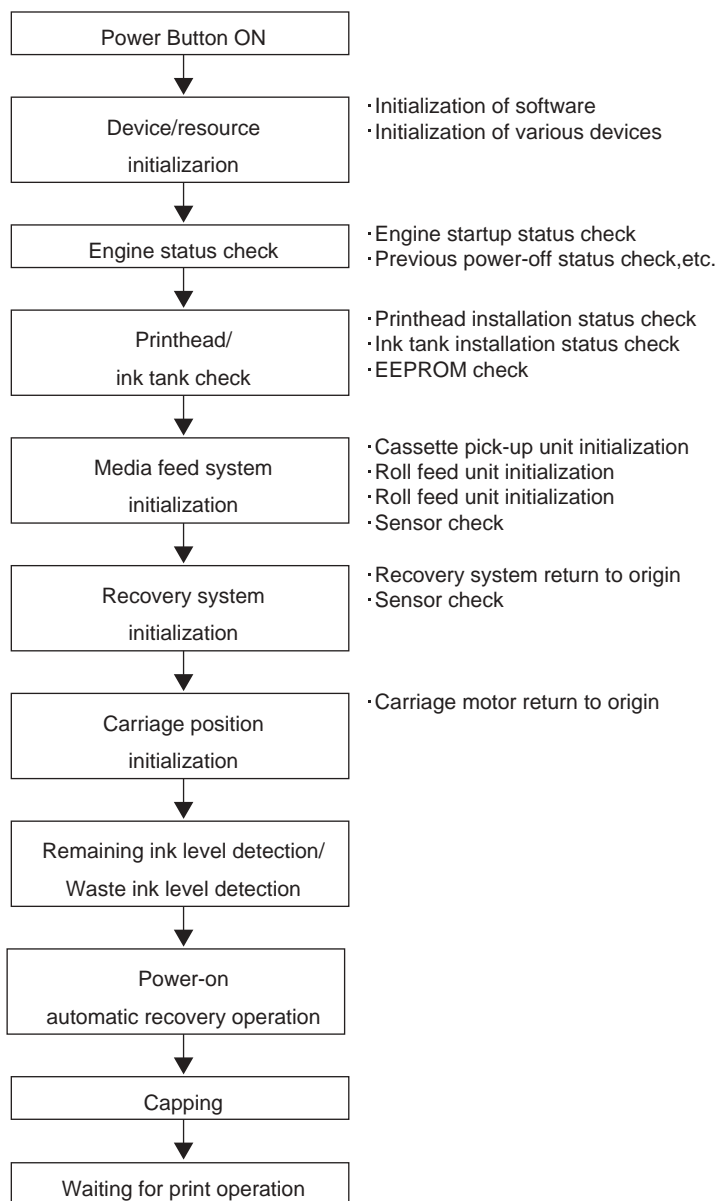 Power Button ON
Device/resource
initializarion
·Initialization of software
·Initialization of various devices
Engine status check
·Engine startup status check
·Previous power-off status check,etc.
Printhead/
ink tank check
·Printhead installation status check
·Ink tank installation status check
·EEPROM check
Media feed system
initialization
·Cassette pick-up unit initialization
·Roll feed unit initialization
·Roll feed unit initialization
·Sensor check
Recovery system
initialization
·Recovery system return to origin
·Sensor check
Carriage position
initialization
·Carriage motor return to origin
Remaining ink level detection/
Waste ink level detection
Power-on
automatic recovery operation
Capping
Waiting for print operation